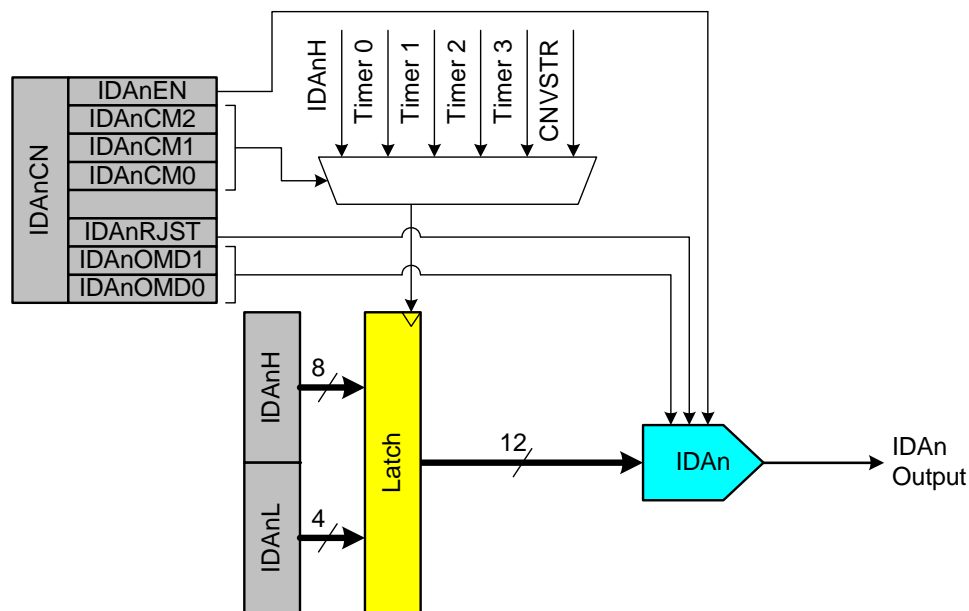 IDAnCN
IDAnEN
IDAnCM2
IDAnCM1
IDAnCM0
IDAnRJST
IDAnOMD1
IDAnOMD0
IDAnH
Timer 0
Timer 1
Timer 2
Timer 3
CNVSTR
IDAnH
8
IDAnL
4
Latch
12
IDAn
IDAn
Output